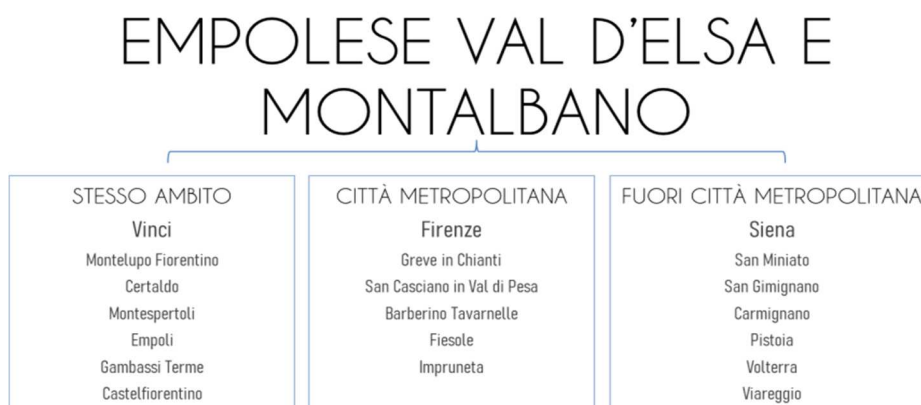 EMPOLESE VAL D'ELSA E
MONTALBANO
STESSO AMBITO
Vinci
Montelupo Fiorentino
Certaldo
Montespertoli
Empoli
Gambassi Terme
Castelfiorentino
CITTÀ METROPOLITANA
Firenze
Greve in Chianti
San Casciano in Val di Pesa
Barberino Tavarnelle
Fiesole
Impruneta
FUORI CITTÀ METROPOLITANA
Siena
San Miniato
San Gimignano
Carmignano
Pistoia
Volterra
Viareggio